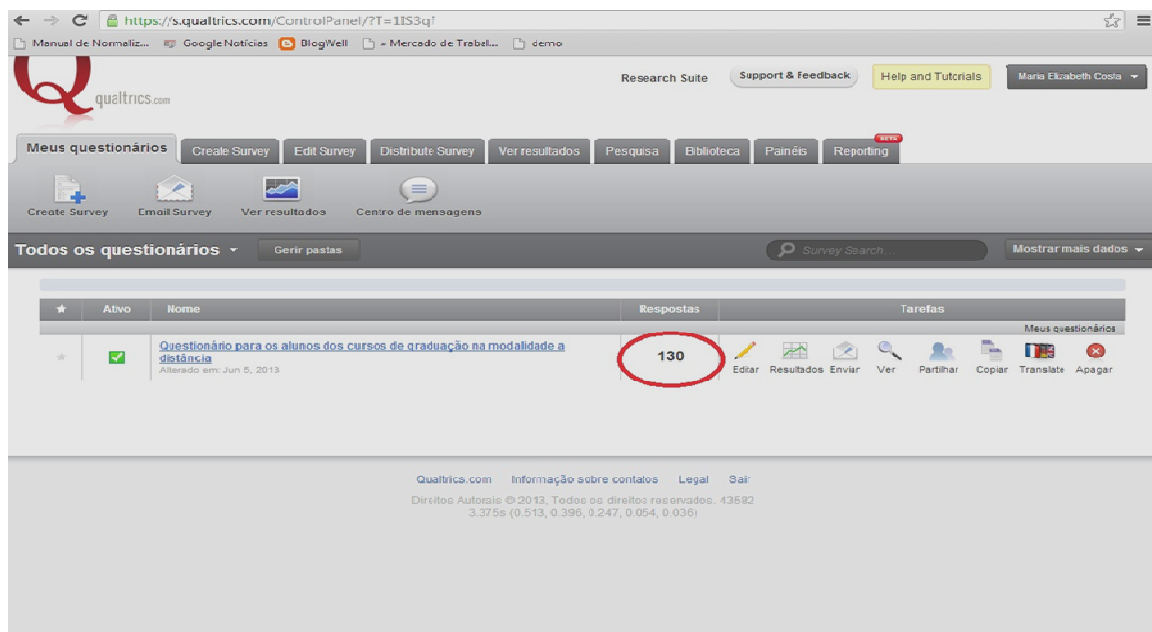 https://s.qualtrics.com/ControlPanel/?T=1IS3qi
Manual de Normaliz... Google Notícias BlogWell - Mercado de Trabal... demo
Qualtrics.com
Research Suite Support & Feedback Help and Tutorials Maria Elizabeth Costa
BETA
Meus questionários Create Survey Edit Survey Distribute Survey Ver resultados Pesquisa Biblioteca Painéis Reporting
Create Survey Email Survey Ver resultados Centro de mensagens
Todos os questionários Gerir pastas Survey Search... Mostrar mais dados
Ativo Nome Respostas Tarefas
Meus questionários
Questionário para os alunos dos cursos de graduação na modalidade a
distância
Alterado em: Jun 5, 2013
130
Editar Resultados Enviar Ver Partilhar Copiar Translate Apagar
Qualtrics.com Informação sobre contatos Legal Sair
Direitos Autorais © 2013, Todos os direitos reservados. 43582
3.375s (0.513, 0.396, 0.247, 0.054, 0.036)